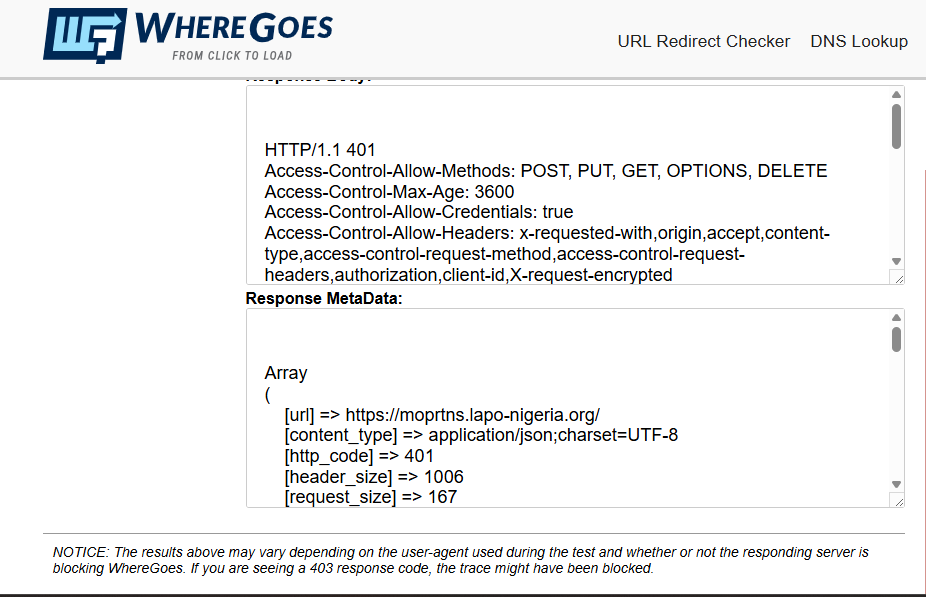 WHEREGOES
FROM CLICK TO LOAD
URL Redirect Checker DNS Lookup
Response Body:
HTTP/1.1 401
Access-Control-Allow-Methods: POST, PUT, GET, OPTIONS, DELETE
Access-Control-Max-Age: 3600
Access-Control-Allow-Credentials: true
Access-Control-Allow-Headers: x-requested-with,origin,accept,content-
type,access-control-request-method,access-control-request-
headers,authorization,client-id,X-request-encrypted
Response MetaData:
Array
(
[url] => https://moprtns.lapo-nigeria.org/
[content_type] => application/json;charset=UTF-8
[http_code] => 401
[header_size] => 1006
[request_size] => 167
NOTICE: The results above may vary depending on the user-agent used during the test and whether or not the responding server is
blocking WhereGoes. If you are seeing a 403 response code, the trace might have been blocked.